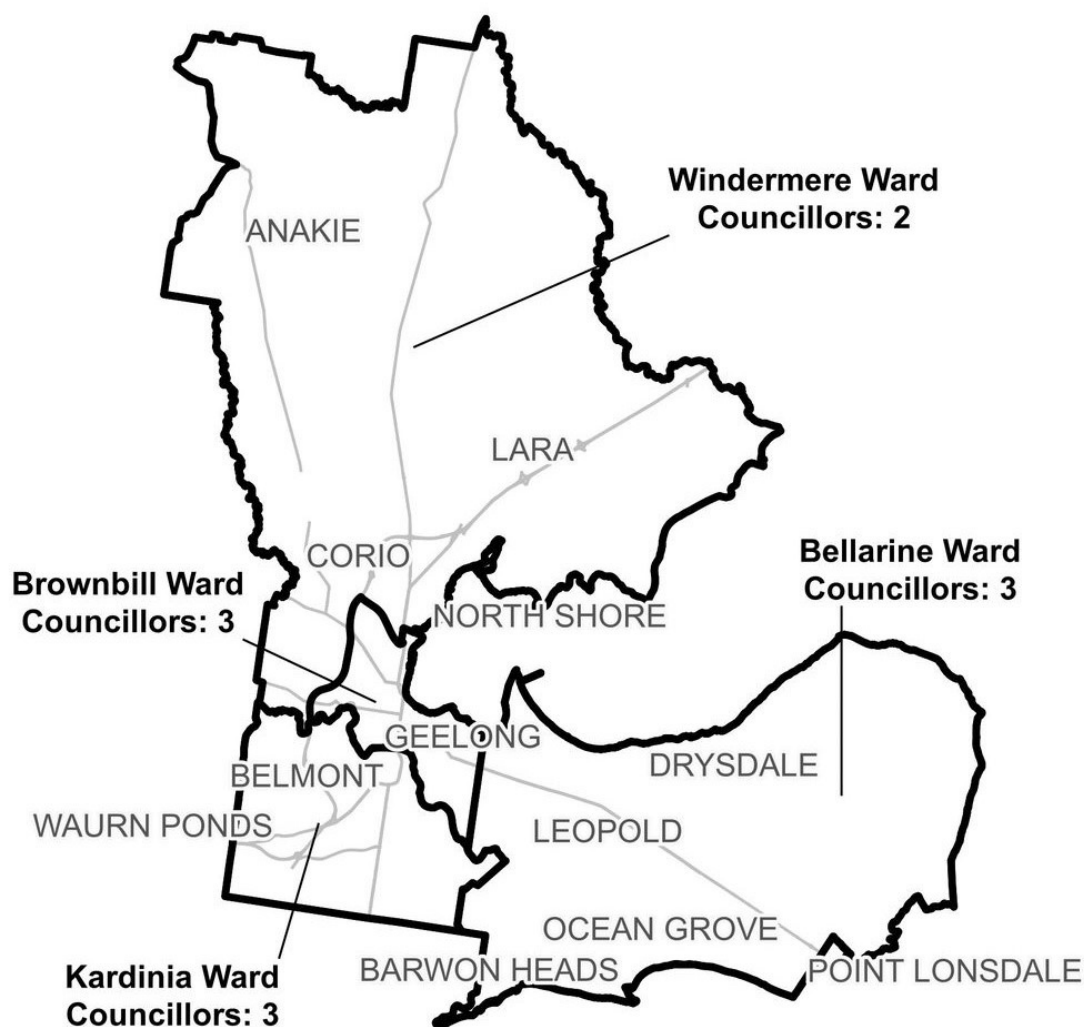 Windermere Ward
Councillors: 2
ANAKIE
LARA
CORIO
Bellarine Ward
Councillors: 3
Brownbill Ward
Councillors: 3
NORTH SHORE
GEELONG
DRYSDALE
BELMONT
WAURN PONDS
LEOPOLD
OCEAN GROVE
BARWON HEADS
POINT LONSDALE
Kardinia Ward
Councillors: 3